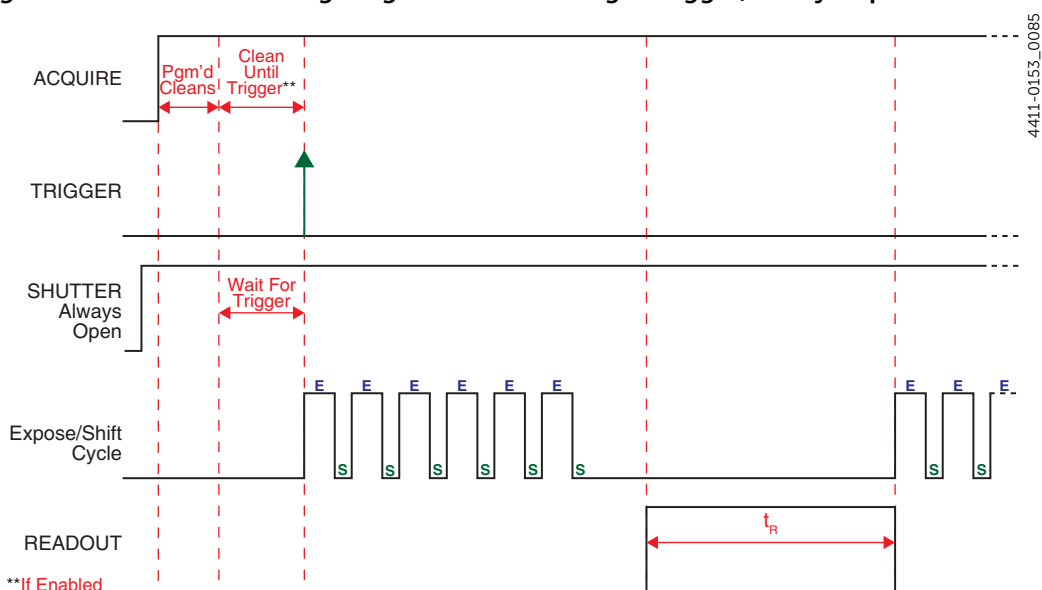 4411-0153_0085
ACQUIRE
Pgm'd
Cleans
Clean
Until
Trigger**
TRIGGER
SHUTTER
Always
Open
Wait For
Trigger
E E E E E E E E E
Expose/Shift
Cycle
S S S S S S S S
READOUT
tR
**If Enabled